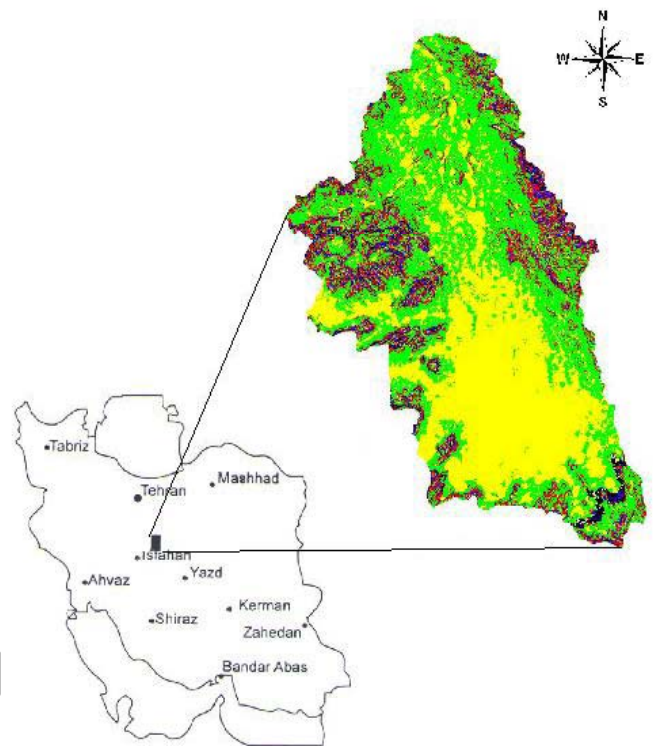 N
W E
S
Tabriz
Mashhad
Tehran
Isfahan
Yazd
Ahvaz
Kerman
Shiraz
Zahedan
Bandar Abas